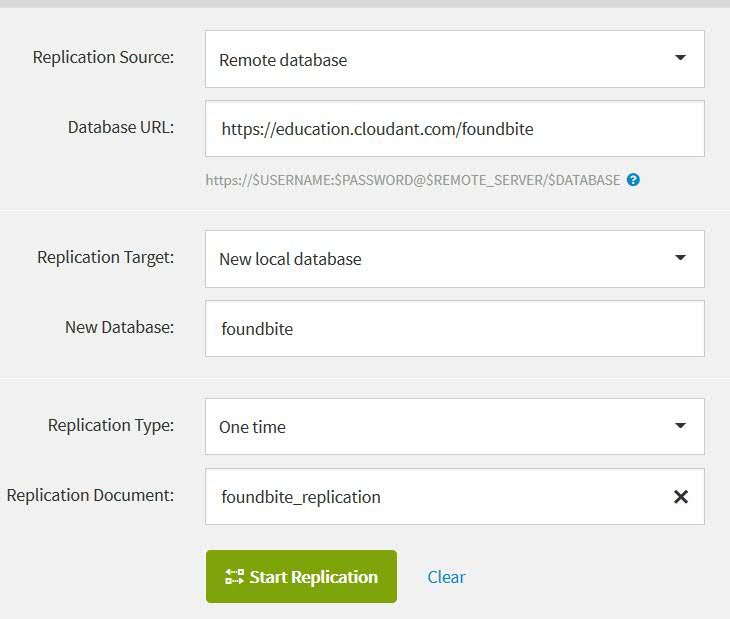 Replication Source: Remote database
Database URL: https://education.cloudant.com/foundbite
https://$USERNAME:$PASSWORD@$REMOTE_SERVER/$DATABASE ?
Replication Target: New local database
New Database: foundbite
Replication Type: One time
Replication Document: foundbite_replication
Start Replication Clear